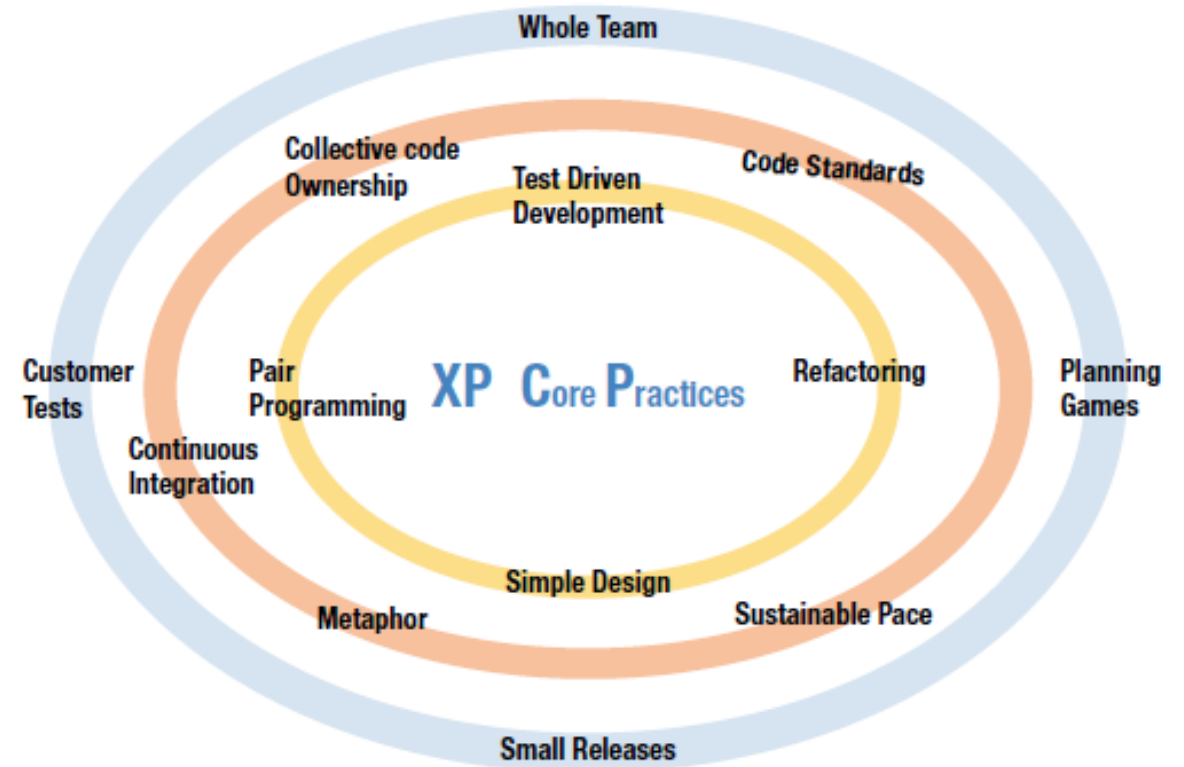 Whole Team
Collective code
Ownership
Test Driven
Development
Code Standards
Customer
Tests
Pair
Programming
XP Core Practices
Refactoring
Planning
Games
Continuous
Integration
Simple Design
Metaphor
Sustainable Pace
Small Releases